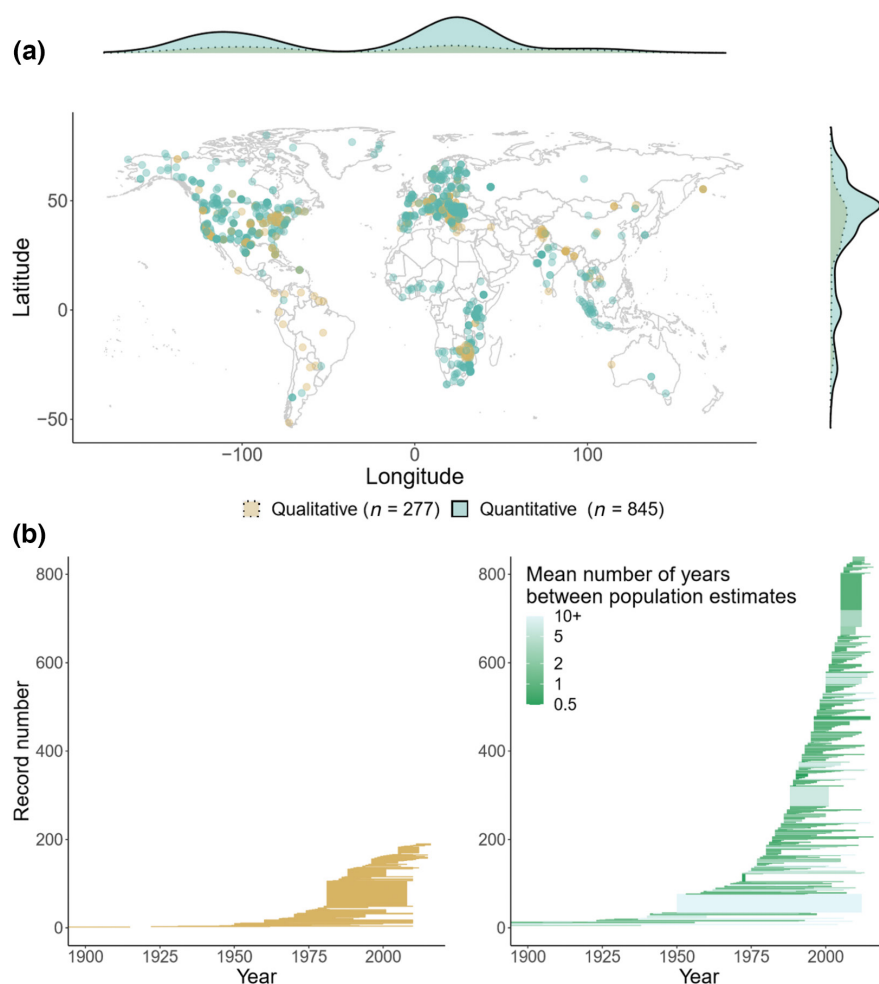 (a)
Latitude
50
0
−50
−100
0
100
Longitude
Qualitative (n = 277) Quantitative (n = 845)
(b)
Record number
800
600
400
200
0
1900 1925 1950 1975 2000
Year
Mean number of years
between population estimates
10+
5
2
1
0.5
800
600
400
200
0
1900 1925 1950 1975 2000
Year